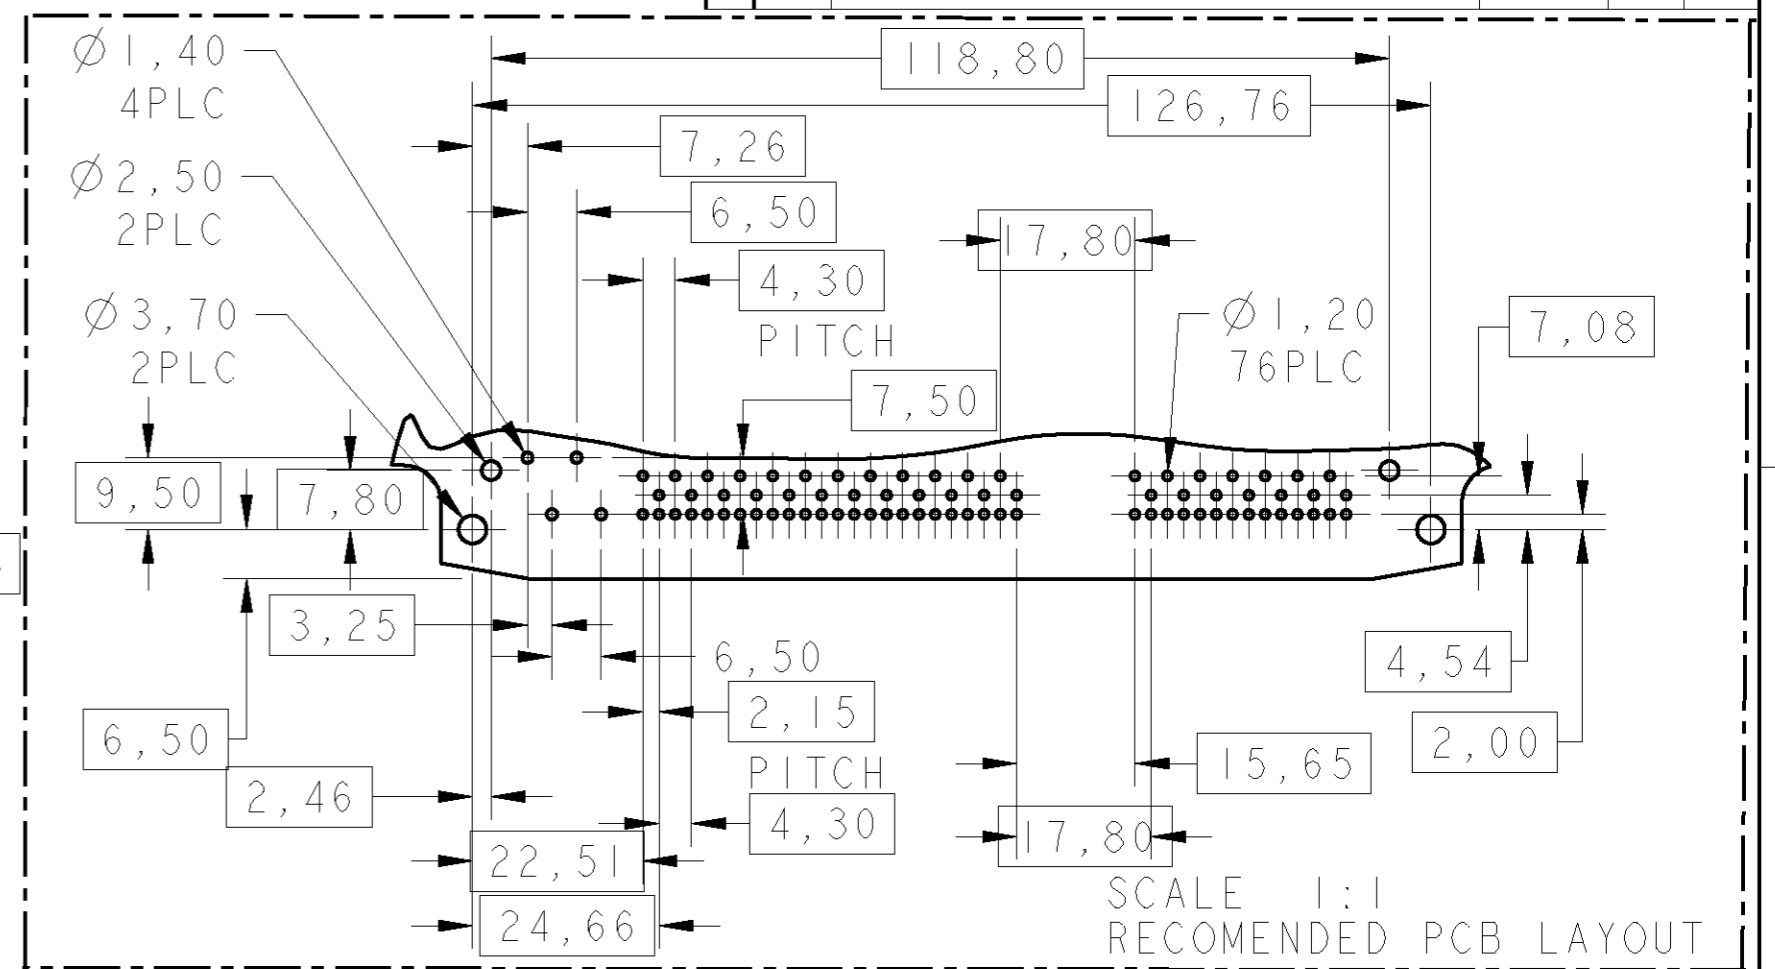 Ø1,40
4PLC
118,80
126,76
7,26
Ø2,50
2PLC
6,50
17,80
4,30
PITCH
Ø3,70
2PLC
Ø1,20
76PLC
7,08
7,50
9,50
7,80
3,25
6,50
4,54
2,15
PITCH
6,50
2,00
15,65
2,46
4,30
17,80
22,51
24,66
SCALE 1:1
RECOMENDED PCB LAYOUT